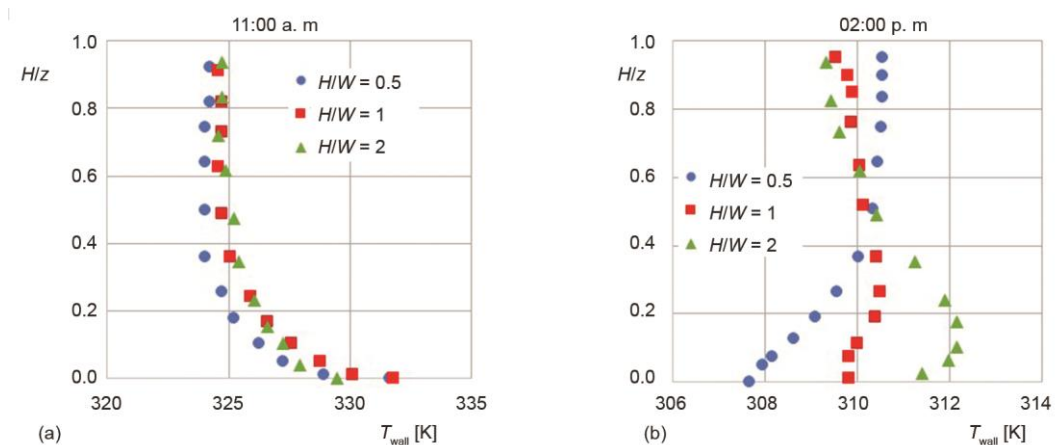 11:00 a. m
1.0
H/z
0.8
0.6
0.4
0.2
0.0
H/W = 0.5
H/W = 1
H/W = 2
320
325
330
335
(a)
T_wall [K]
02:00 p. m
1.0
H/z
0.8
0.6
0.4
0.2
0.0
H/W = 0.5
H/W = 1
H/W = 2
306
308
310
312
314
(b)
T_wall [K]